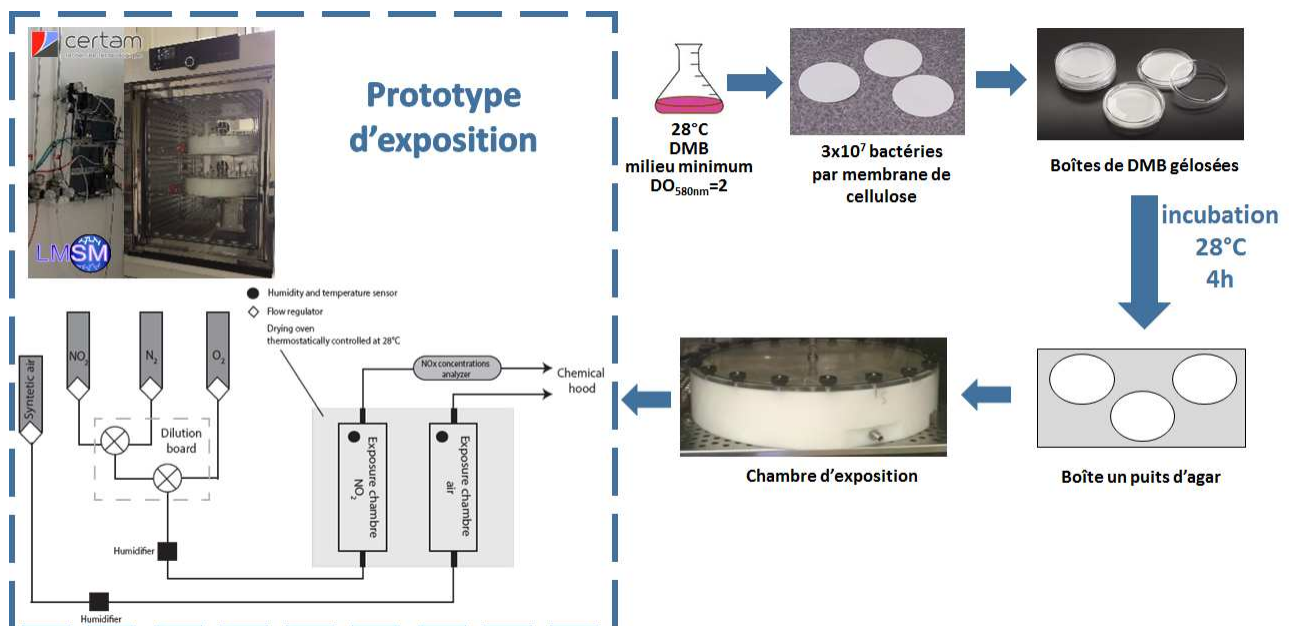 certam
Prototype
d'exposition
LMSM
Humidity and temperature sensor
Flow regulator
Drying oven
thermostatically controlled at 28°C
NO₂
N₂
O₂
Syntetic air
NOx concentrations
analyzer
Chemical
hood
Dilution
board
Exposure chambre
NO₂
Exposure chambre
air
Humidifier
Humidifier
28°C
DMB
milieu minimum
DO₅₈₀ₙₘ=2
3x10⁷ bactéries
par membrane de
cellulose
Boîtes de DMB gélosées
incubation
28°C
4h
Boîte un puits d'agar
Chambre d'exposition